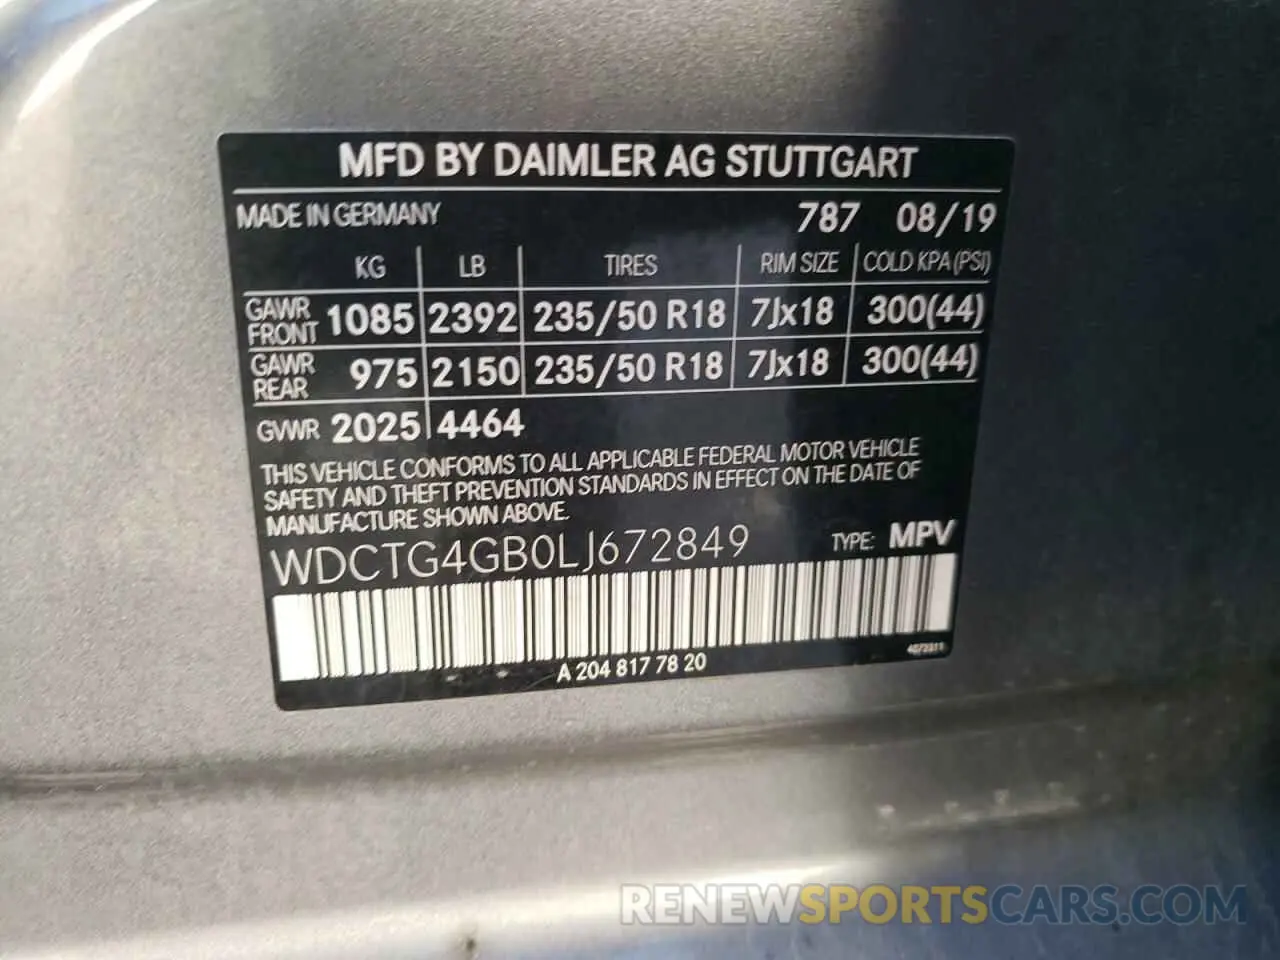 MFD BY DAIMLER AG STUTTGART
MADE IN GERMANY 787 08/19
KG LB TIRES RIM SIZE COLD KPA (PSI)
GAWR FRONT 1085 2392 235/50 R18 7Jx18 300(44)
GAWR REAR 975 2150 235/50 R18 7Jx18 300(44)
GVWR 2025 4464
THIS VEHICLE CONFORMS TO ALL APPLICABLE FEDERAL MOTOR VEHICLE
SAFETY AND THEFT PREVENTION STANDARDS IN EFFECT ON THE DATE OF
MANUFACTURE SHOWN ABOVE.
WDCTG4GB0LJ672849 TYPE: MPV
A 204 817 78 20
RENEWSPORTSCARS.COM